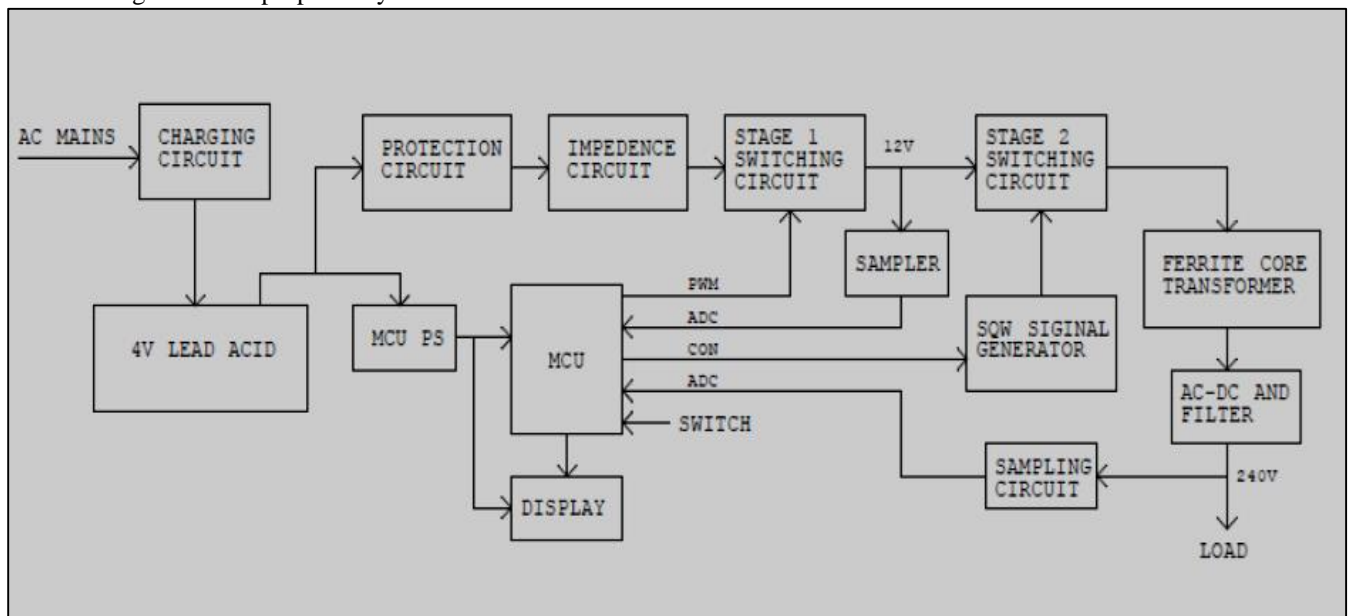 AC MAINS
CHARGING
CIRCUIT
PROTECTION
CIRCUIT
IMPEDENCE
CIRCUIT
STAGE 1
SWITCHING
CIRCUIT
12V
STAGE 2
SWITCHING
CIRCUIT
SAMPLER
FERRITE CORE
TRANSFORMER
4V LEAD ACID
MCU PS
MCU
PWM
ADC
CON
ADC
SWITCH
SQW SIGINAL
GENERATOR
AC-DC AND
FILTER
SAMPLING
CIRCUIT
240V
DISPLAY
LOAD